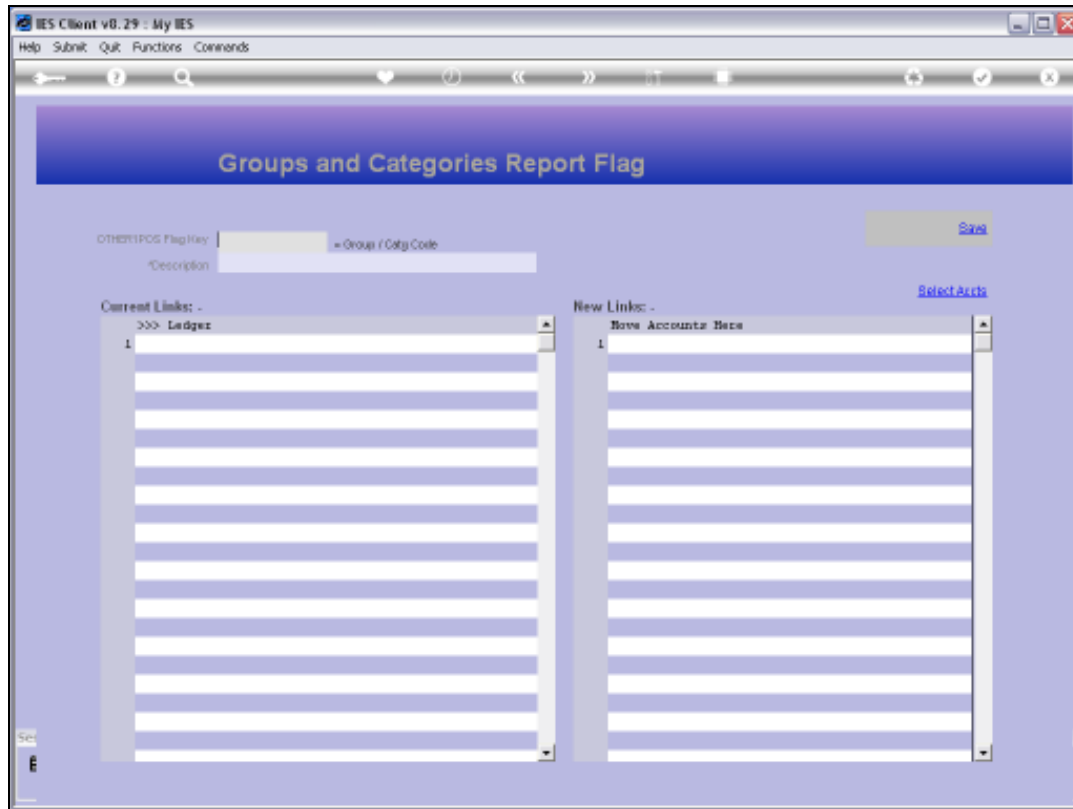 IES Client v8.29 : My IES
Help Submit Quit Functions Commands
Groups and Categories Report Flag
Save
OTHER1POS Flag Key = Group / Catg Code
*Description
Select Accts
Current Links: - New Links: -
>>> Ledger Move Accounts Here
1 1